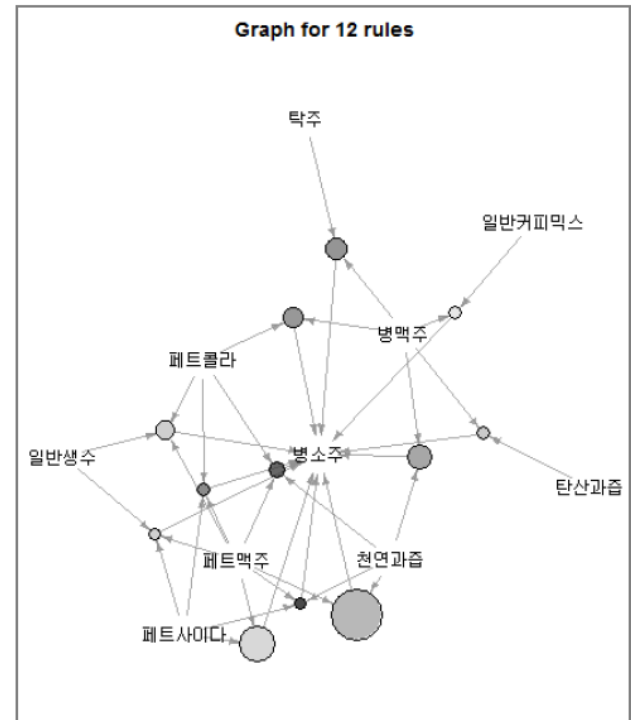 Graph for 12 rules
탁주
일반커피믹스
병맥주
페트콜라
일반생수
병소주
탄산과즙
페트맥주
천연과즙
페트사이다